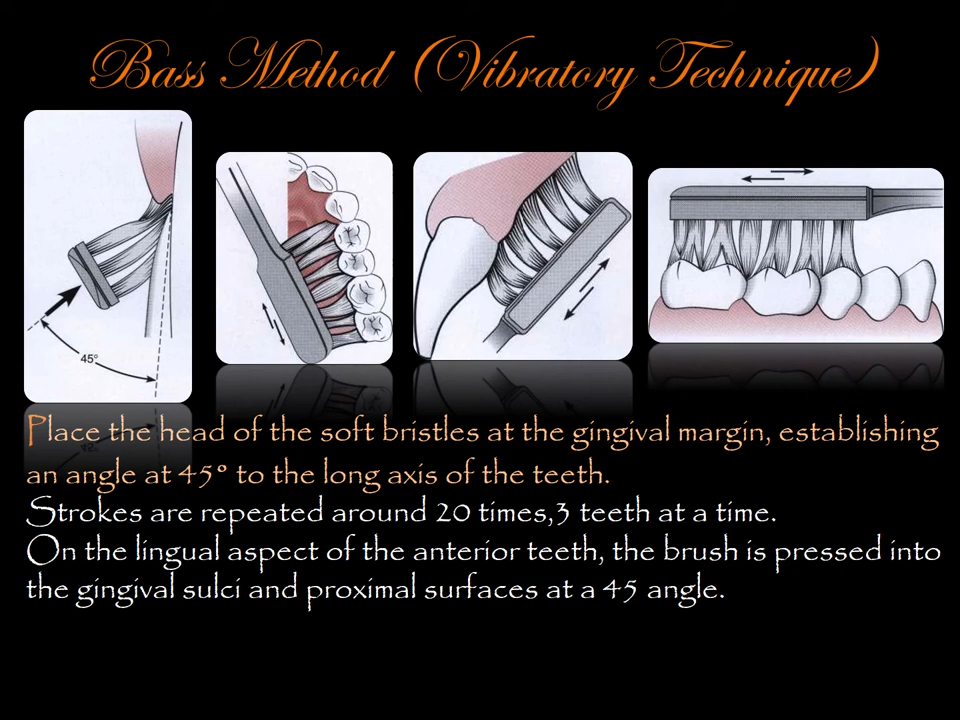 Bass Method (Vibratory Technique)
45°
Place the head of the soft bristles at the gingival margin, establishing
an angle at 45° to the long axis of the teeth.
Strokes are repeated around 20 times,3 teeth at a time.
On the lingual aspect of the anterior teeth, the brush is pressed into
the gingival sulci and proximal surfaces at a 45 angle.